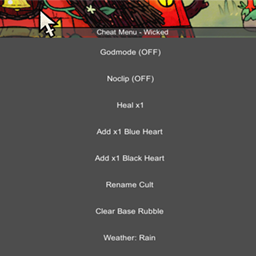 Cheat Menu - Wicked
Godmode (OFF)
Noclip (OFF)
Heal x1
Add x1 Blue Heart
Add x1 Black Heart
Rename Cult
Clear Base Rubble
Weather: Rain